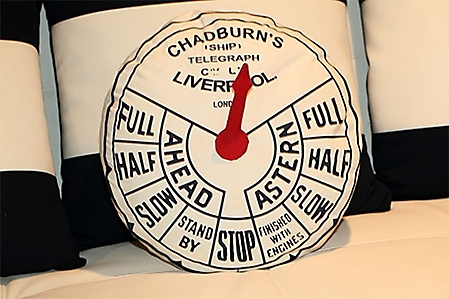 CHADBURN'S
(SHIP)
TELEGRAPH
LIVERPOOL.
FULL
HALF
SLOW
STAND
BY
STOP
FINISHED
WITH
ENGINES
SLOW
HALF
FULL
AHEAD
ASTERN